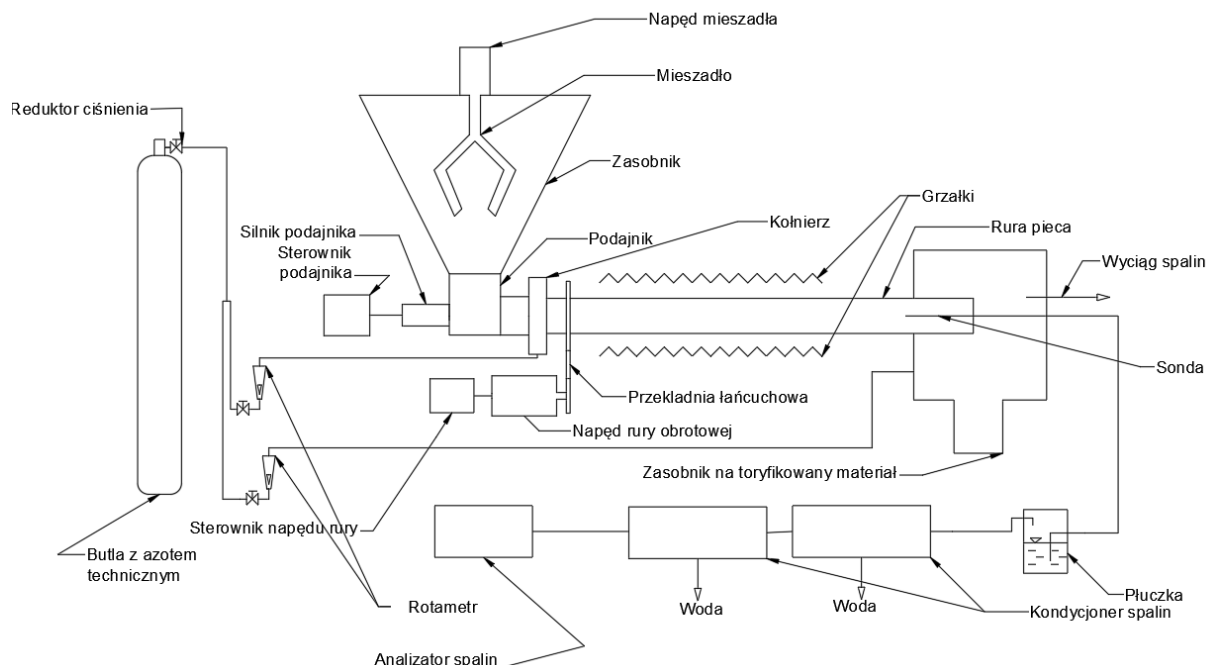 Napęd mieszadła
Mieszadło
Reduktor ciśnienia
Zasobnik
Grzałki
Kołnierz
Rura pieca
Silnik podajnika
Podajnik
Sterownik
podajnika
Wyciąg spalin
Sonda
Przekladnia łańcuchowa
Napęd rury obrotowej
Zasobnik na toryfikowany materiał
Sterownik napędu rury
Butla z azotem
technicznym
Płuczka
Rotametr
Woda
Woda
Kondycjoner spalin
Analizator spalin